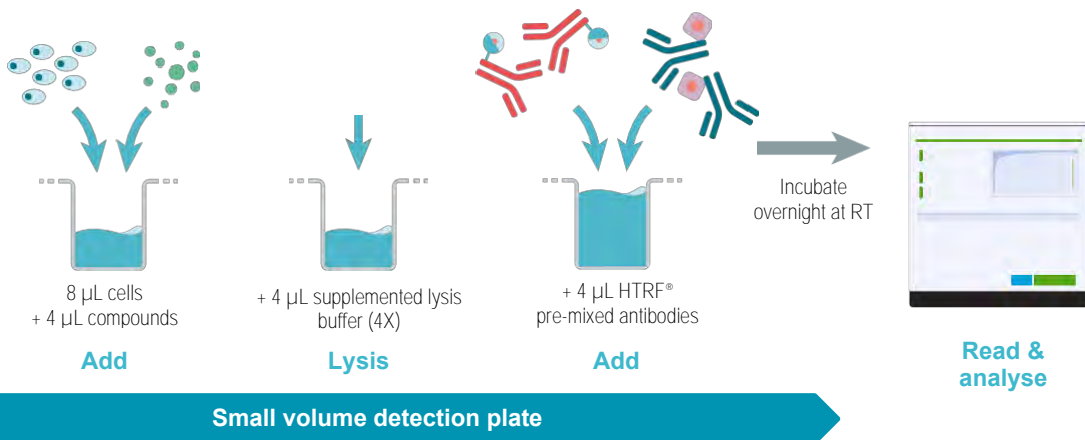 8 µL cells
+ 4 µL compounds
Add
+ 4 µL supplemented lysis
buffer (4X)
Lysis
+ 4 µL HTRF®
pre-mixed antibodies
Add
Incubate
overnight at RT
Read &
analyse
Small volume detection plate